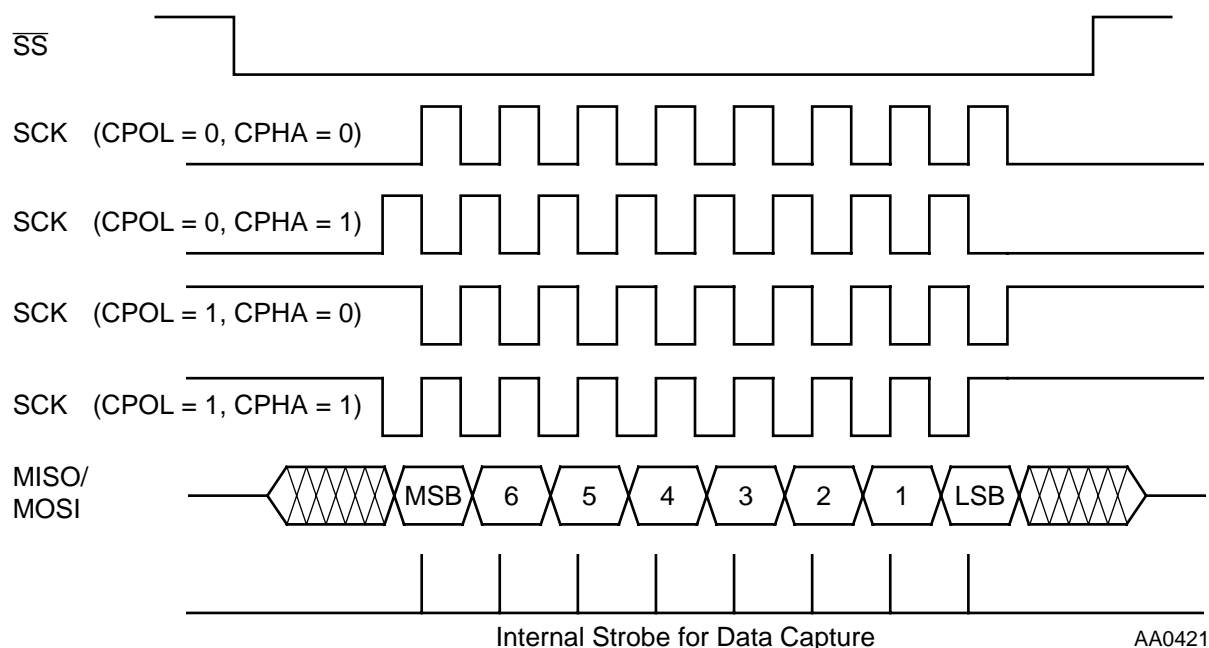 SS
SCK (CPOL = 0, CPHA = 0)
SCK (CPOL = 0, CPHA = 1)
SCK (CPOL = 1, CPHA = 0)
SCK (CPOL = 1, CPHA = 1)
MISO/
MOSI
MSB 6 5 4 3 2 1 LSB
Internal Strobe for Data Capture
AA0421